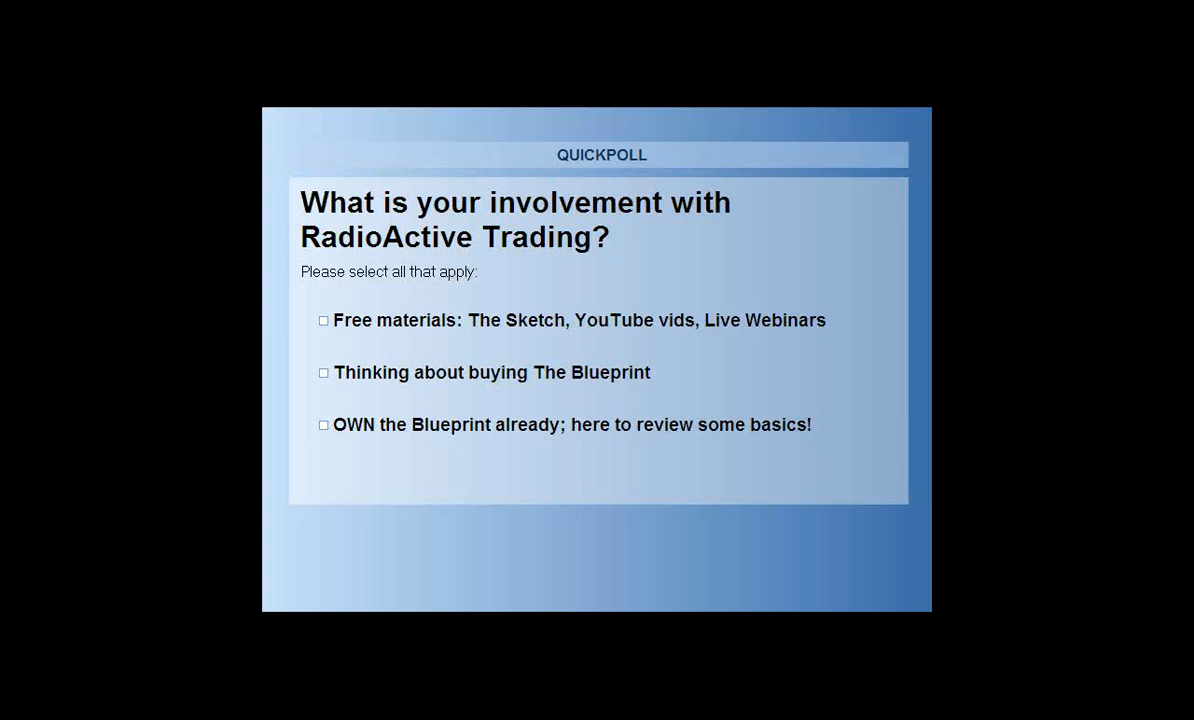 QUICKPOLL
What is your involvement with
RadioActive Trading?
Please select all that apply:
Free materials: The Sketch, YouTube vids, Live Webinars
Thinking about buying The Blueprint
OWN the Blueprint already; here to review some basics!